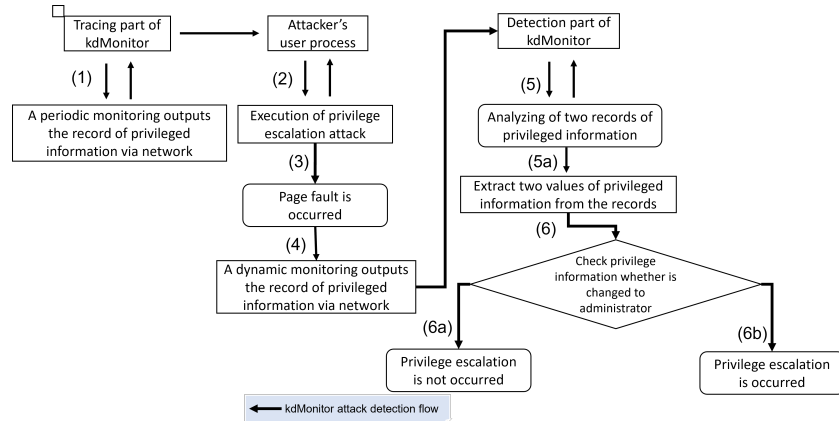 Tracing part of
kdMonitor
Attacker's
user process
Detection part of
kdMonitor
(1)
(2)
(5)
A periodic monitoring outputs
the record of privileged
information via network
Execution of privilege
escalation attack
Analyzing of two records of
privileged information
(3)
(5a)
Page fault is
occurred
Extract two values of privileged
information from the records
(4)
(6)
A dynamic monitoring outputs
the record of privileged
information via network
Check privilege
information whether is
changed to
administrator
(6a)
(6b)
Privilege escalation
is not occurred
Privilege escalation
is occurred
kdMonitor attack detection flow